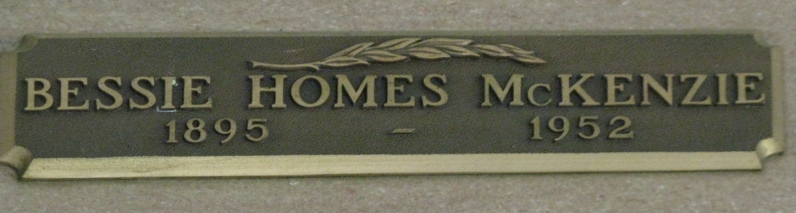 BESSIE HOMES McKENZIE
1895 – 1952